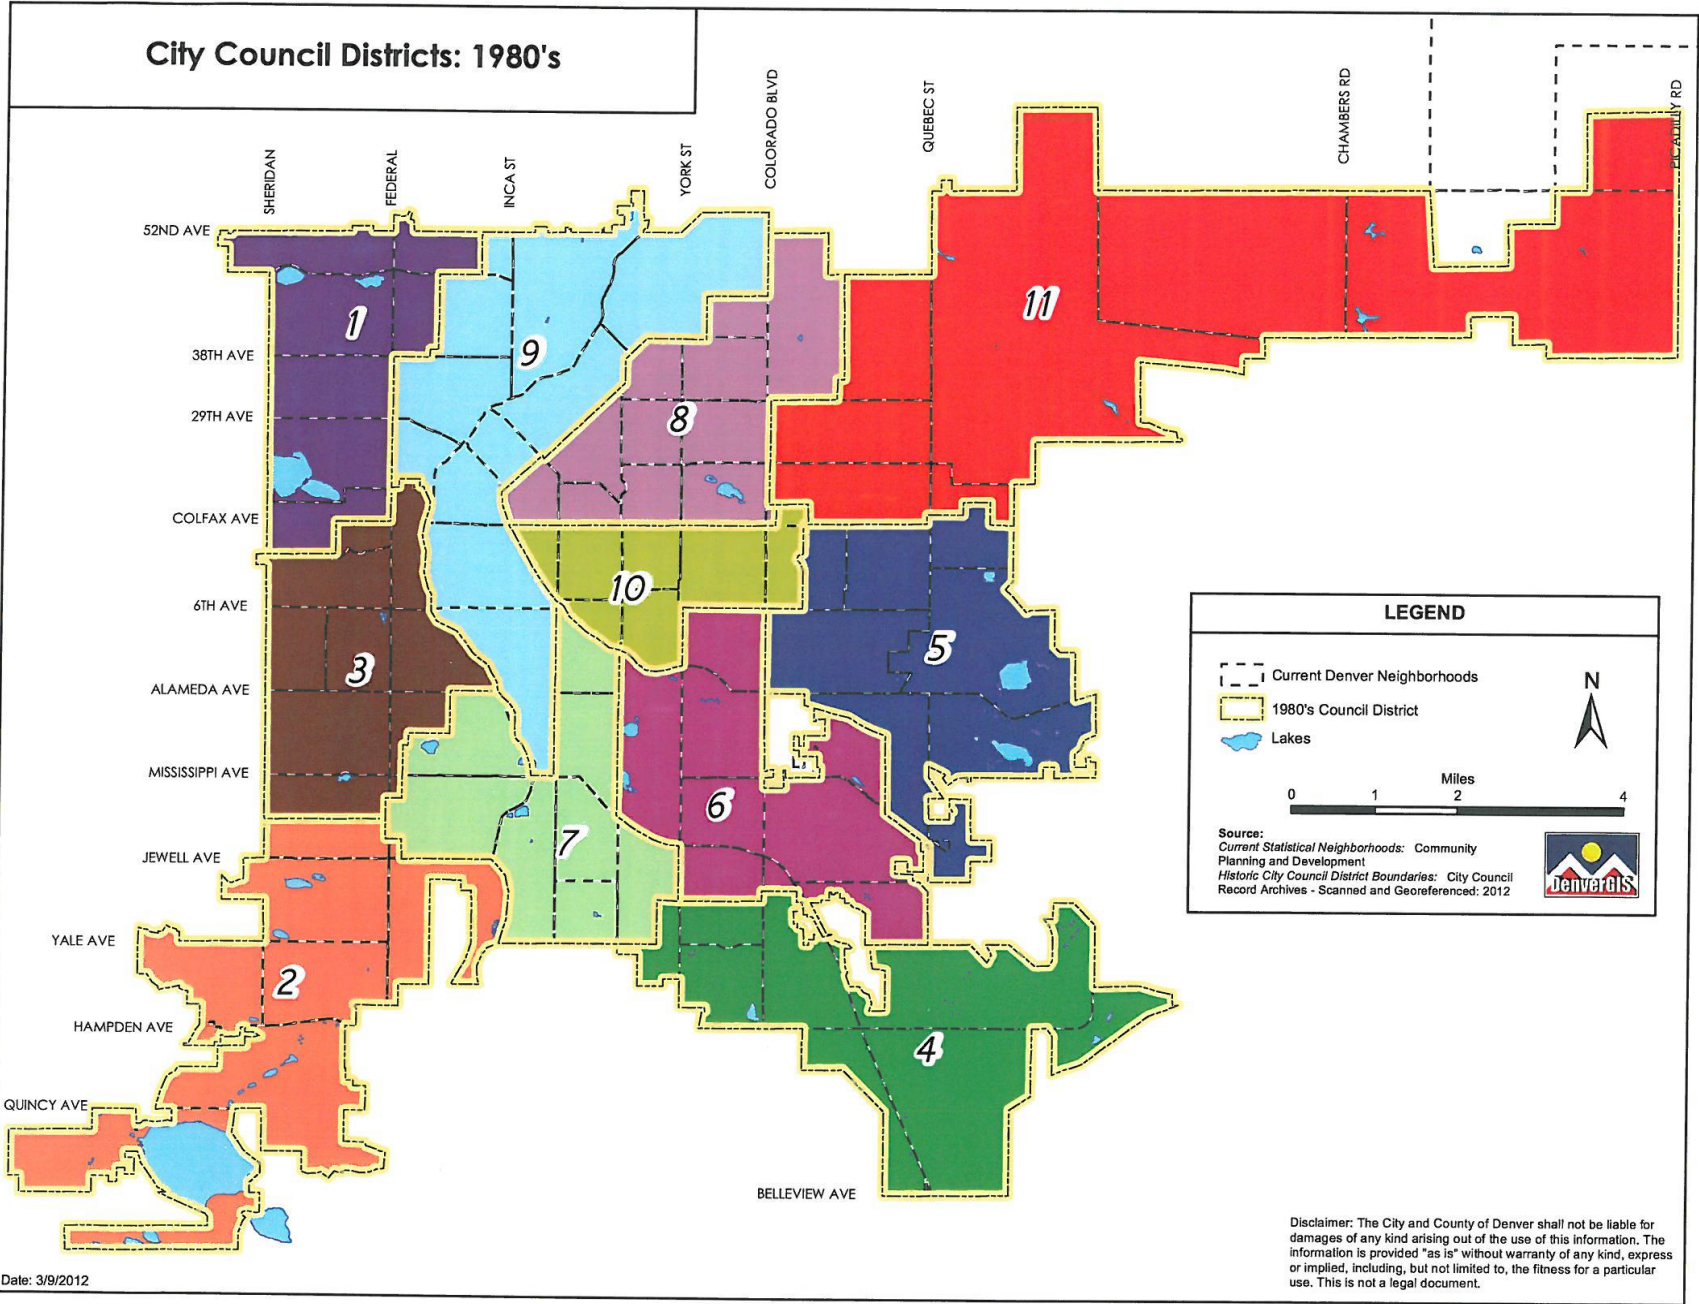 City Council Districts: 1980's
SHERIDAN
FEDERAL
INCA ST
YORK ST
COLORADO BLVD
QUEBEC ST
CHAMBERS RD
PICADILLY RD
52ND AVE
38TH AVE
29TH AVE
COLFAX AVE
6TH AVE
ALAMEDA AVE
MISSISSIPPI AVE
JEWELL AVE
YALE AVE
HAMPDEN AVE
QUINCY AVE
BELLEVIEW AVE
1
9
11
8
10
3
5
6
7
2
4
LEGEND
Current Denver Neighborhoods
1980's Council District
Lakes
N
Miles
0 1 2 4
Source:
Current Statistical Neighborhoods: Community
Planning and Development
Historic City Council District Boundaries: City Council
Record Archives - Scanned and Georeferenced: 2012
DenverGIS
Disclaimer: The City and County of Denver shall not be liable for
damages of any kind arising out of the use of this information. The
information is provided "as is" without warranty of any kind, express
or implied, including, but not limited to, the fitness for a particular
use. This is not a legal document.
Date: 3/9/2012